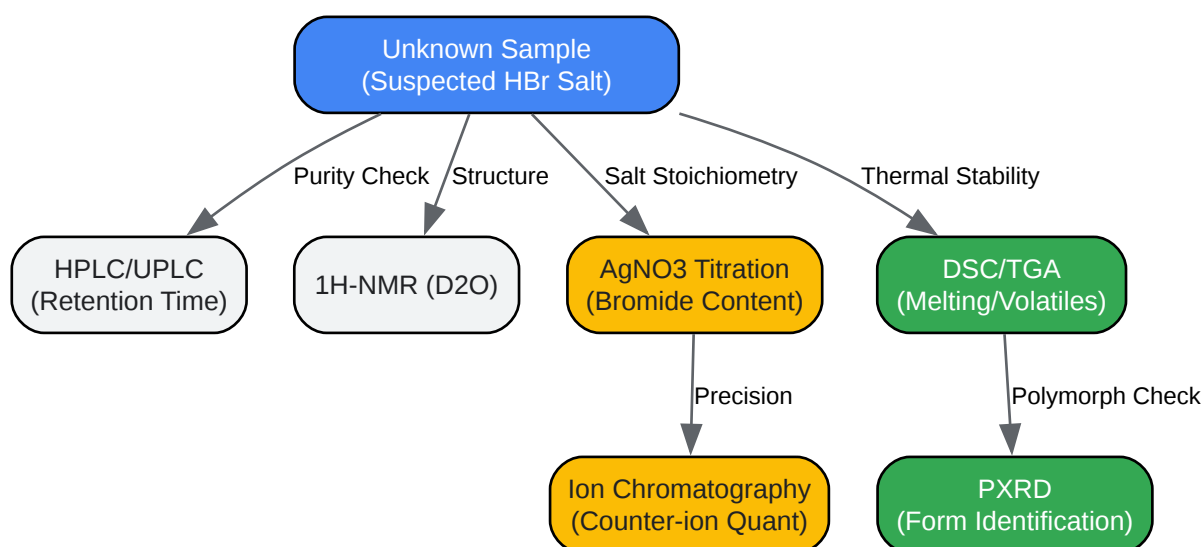 Unknown Sample
(Suspected HBr Salt)
Purity Check
Structure
Salt Stoichiometry
Thermal Stability
HPLC/UPLC
(Retention Time)
1H-NMR (D2O)
AgNO3 Titration
(Bromide Content)
DSC/TGA
(Melting/Volatiles)
Precision
Polymorph Check
Ion Chromatography
(Counter-ion Quant)
PXRD
(Form Identification)